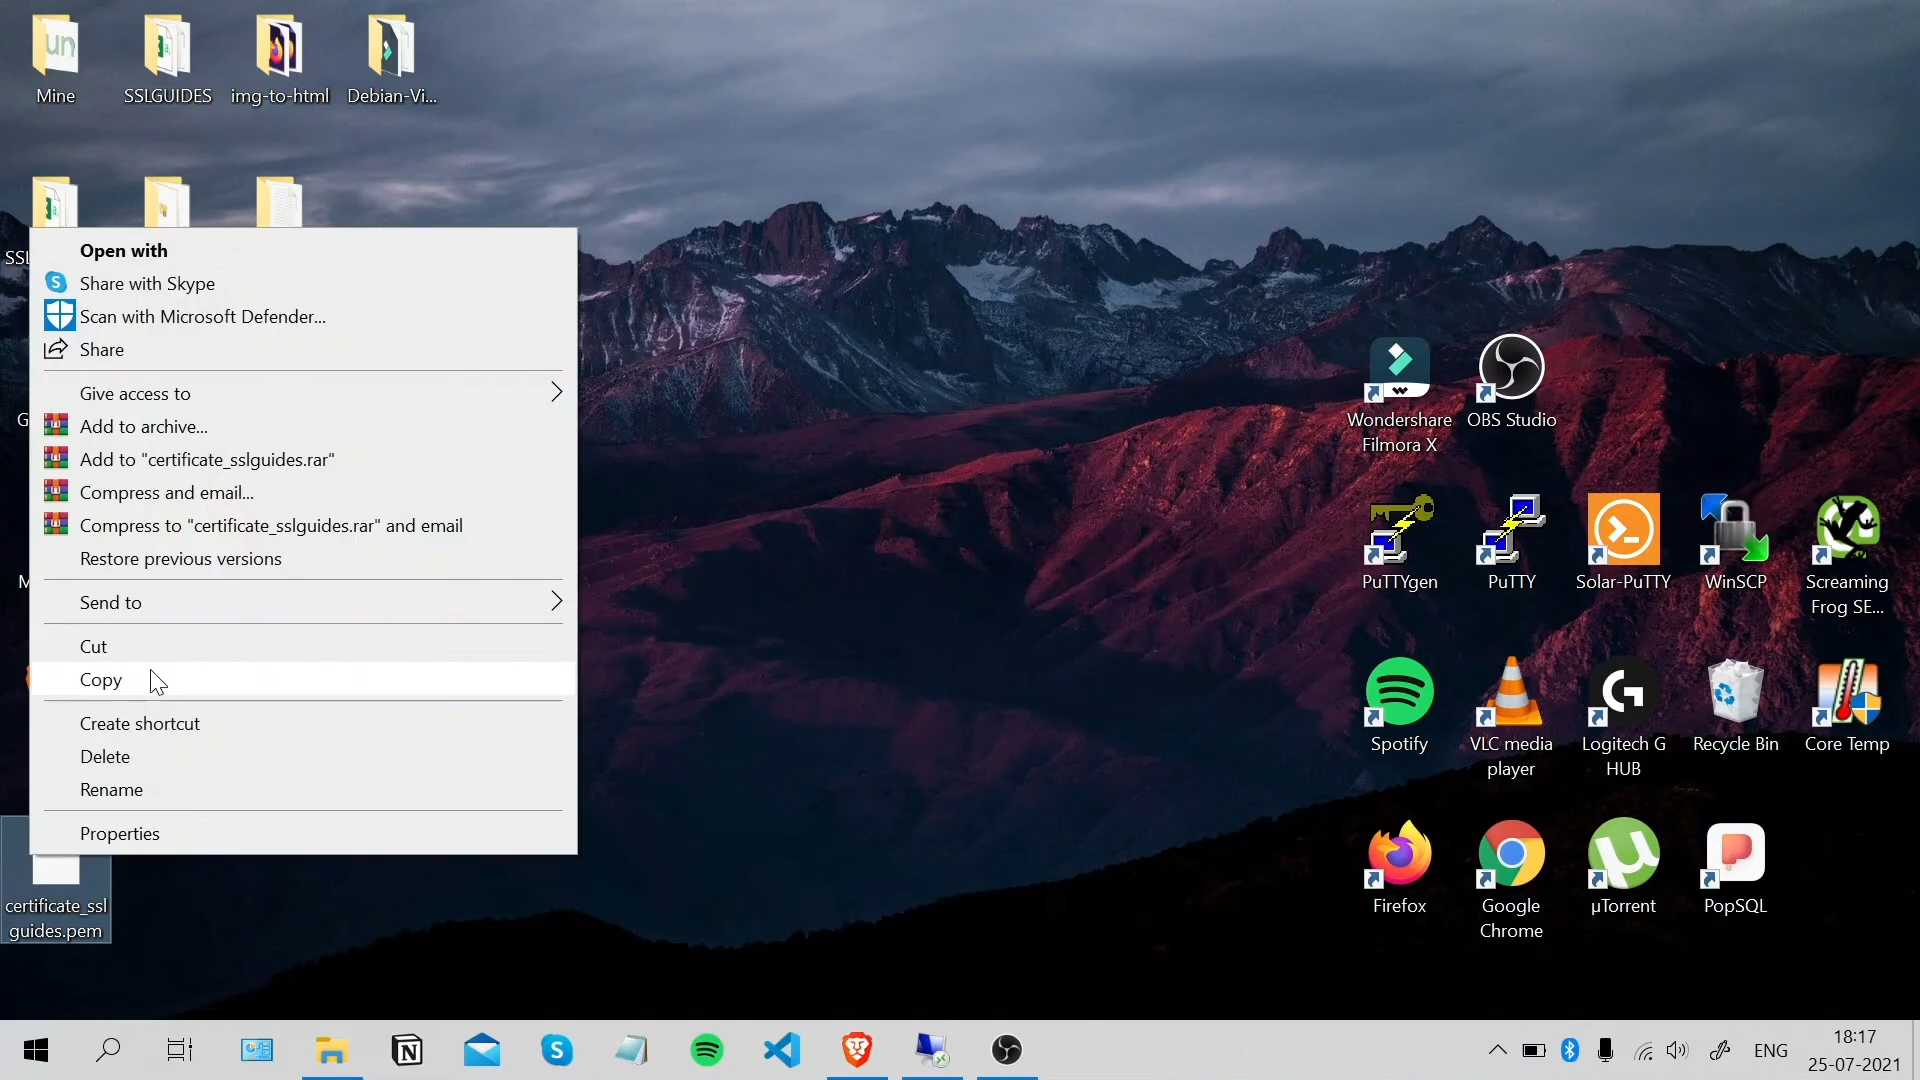 Mine
SSLGUIDES
img-to-html
Debian-Vi...
SSL
G
M
Open with
Share with Skype
Scan with Microsoft Defender...
Share
Give access to
Add to archive...
Add to "certificate_sslguides.rar"
Compress and email...
Compress to "certificate_sslguides.rar" and email
Restore previous versions
Send to
Cut
Copy
Create shortcut
Delete
Rename
Properties
certificate_ssl
guides.pem
Wondershare
Filmora X
OBS Studio
PuTTYgen
PuTTY
Solar-PuTTY
WinSCP
Screaming
Frog SE...
Spotify
VLC media
player
Logitech G
HUB
Recycle Bin
Core Temp
Firefox
Google
Chrome
µTorrent
PopSQL
ENG
18:17
25-07-2021